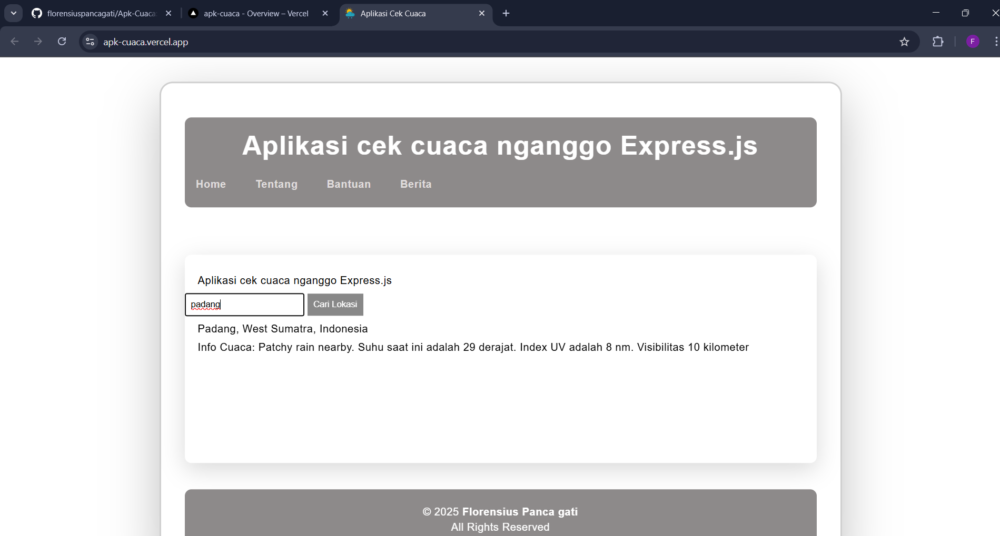 florensiuspancagati/Apk-Cuaca
apk-cuaca - Overview – Vercel
Aplikasi Cek Cuaca
apk-cuaca.vercel.app
F
Aplikasi cek cuaca nganggo Express.js
Home Tentang Bantuan Berita
Aplikasi cek cuaca nganggo Express.js
padang Cari Lokasi
Padang, West Sumatra, Indonesia
Info Cuaca: Patchy rain nearby. Suhu saat ini adalah 29 derajat. Index UV adalah 8 nm. Visibilitas 10 kilometer
© 2025 Florensius Panca gati
All Rights Reserved